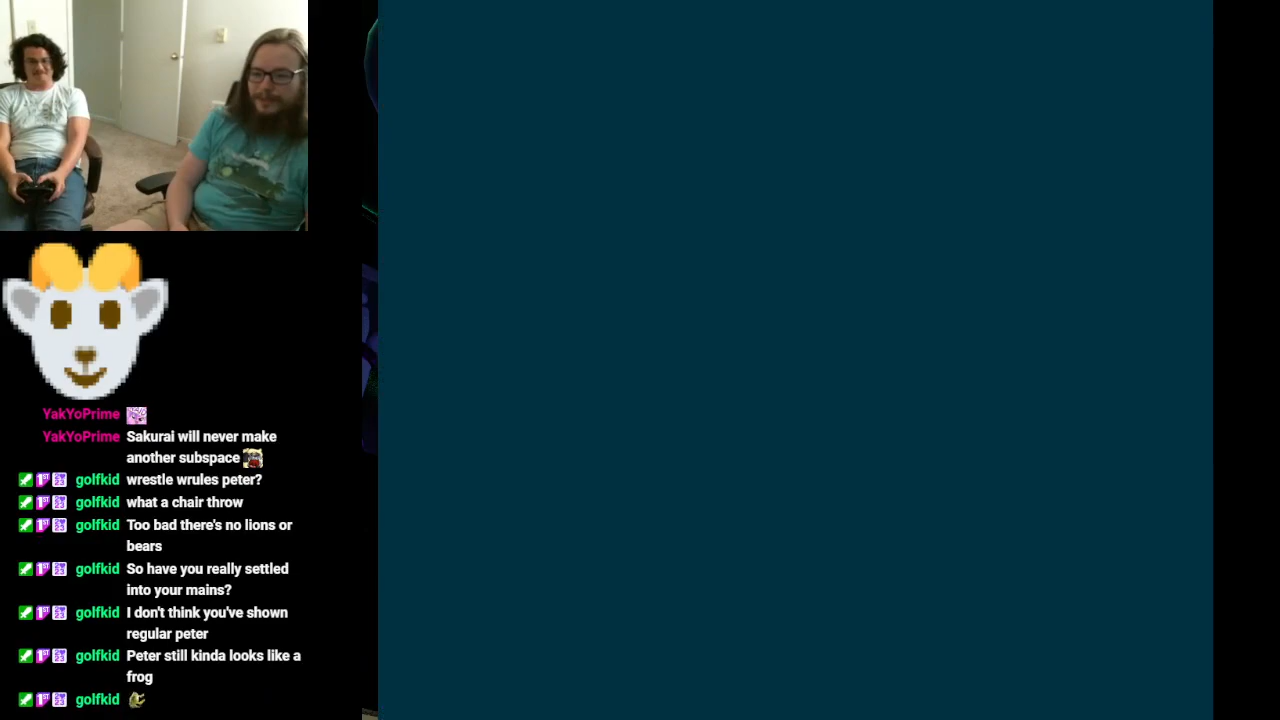 YakYoPrime
YakYoPrime Sakurai will never make
another subspace
golfkid wrestle wrules peter?
golfkid what a chair throw
golfkid Too bad there's no lions or
bears
golfkid So have you really settled
into your mains?
golfkid I don't think you've shown
regular peter
golfkid Peter still kinda looks like a
frog
golfkid